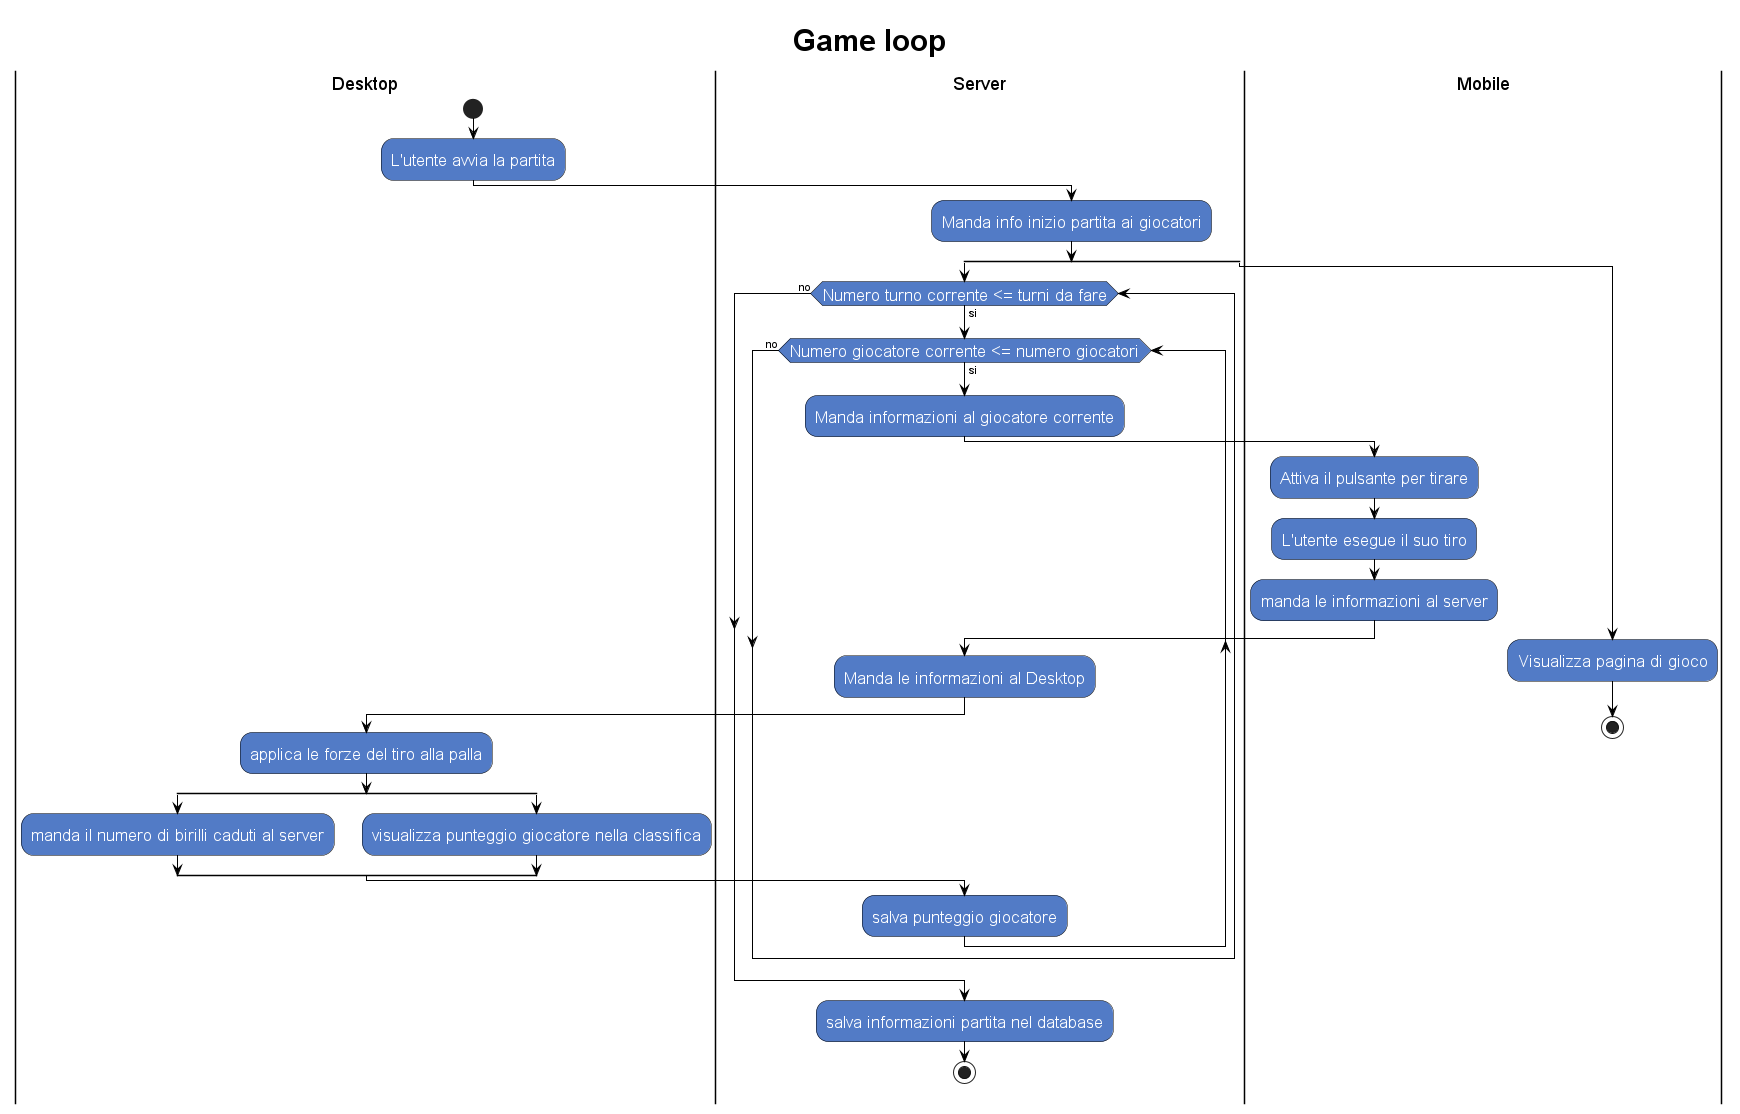 Game loop
Desktop
Server
Mobile
L'utente avvia la partita
Manda info inizio partita ai giocatori
no
Numero turno corrente <= turni da fare
si
no
Numero giocatore corrente <= numero giocatori
si
Manda informazioni al giocatore corrente
Attiva il pulsante per tirare
L'utente esegue il suo tiro
manda le informazioni al server
Visualizza pagina di gioco
Manda le informazioni al Desktop
applica le forze del tiro alla palla
manda il numero di birilli caduti al server
visualizza punteggio giocatore nella classifica
salva punteggio giocatore
salva informazioni partita nel database